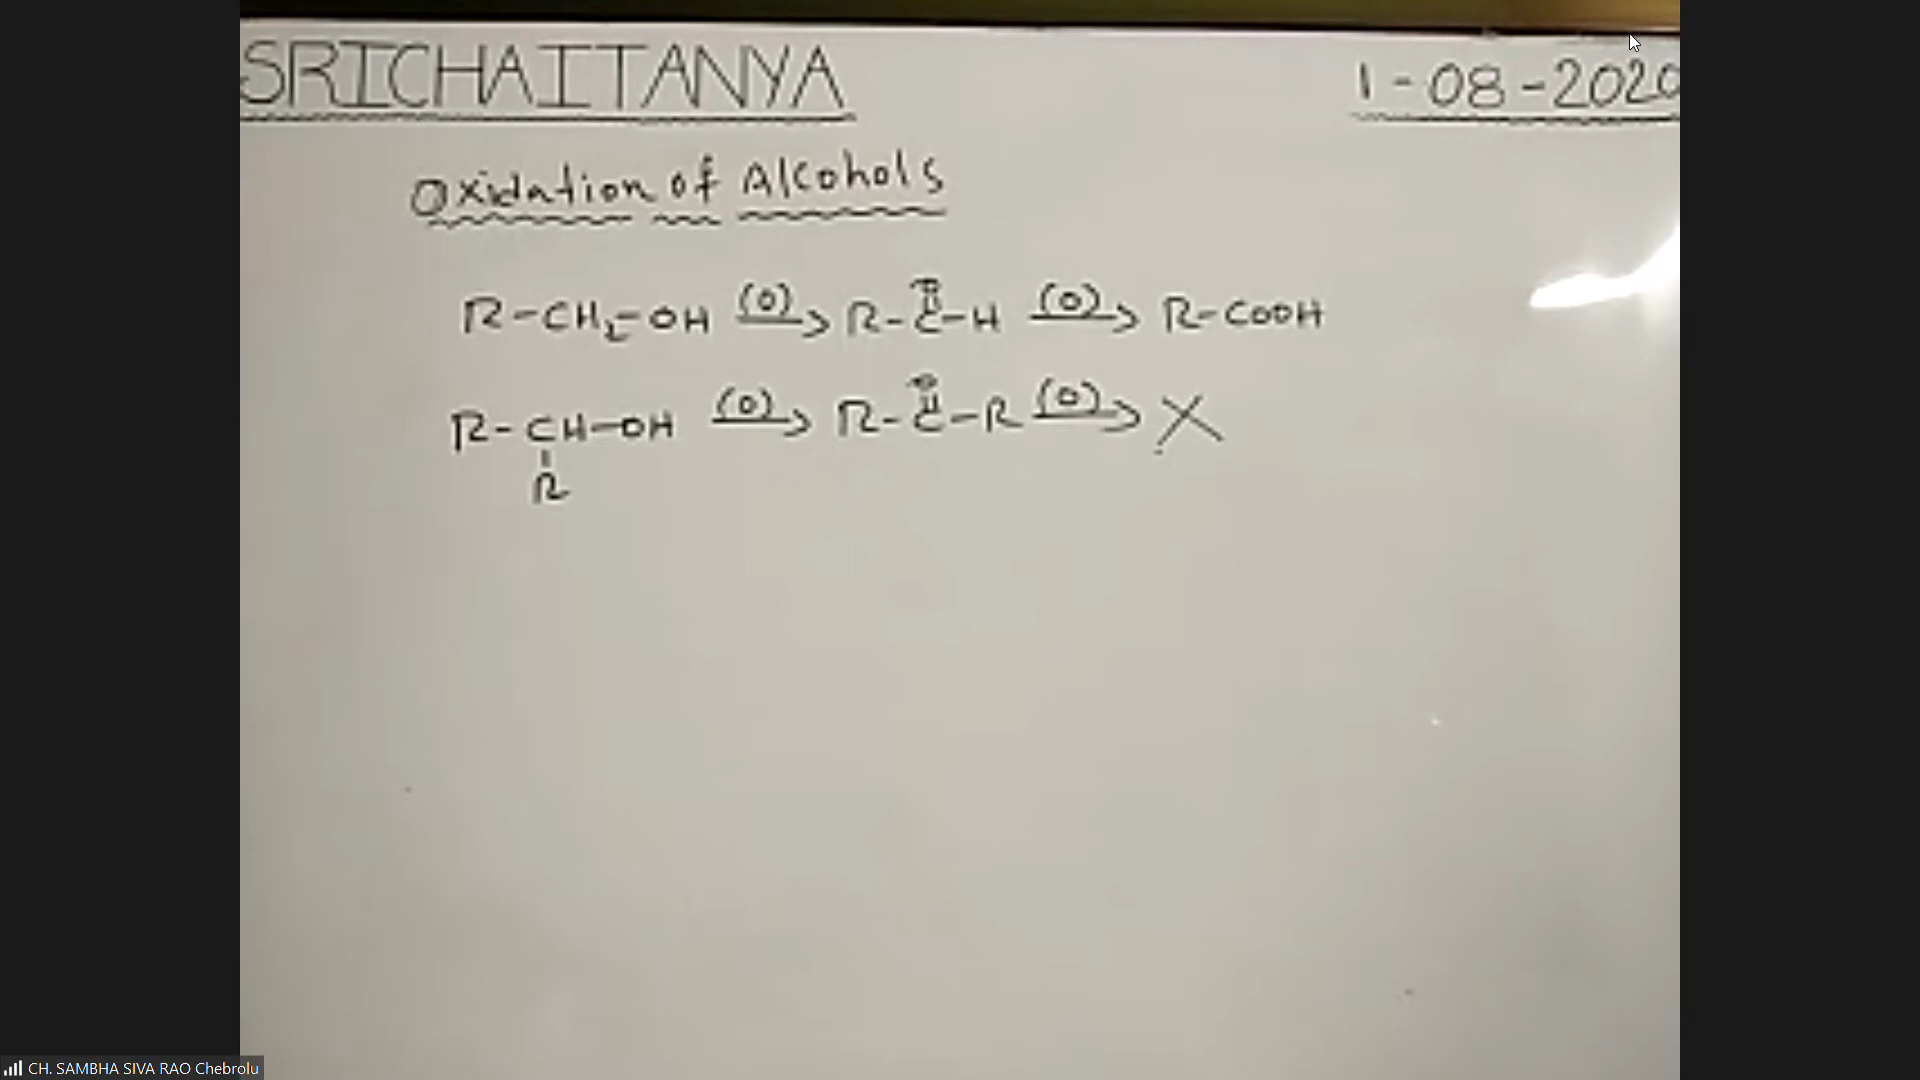 SRICHAITANYA
1-08-2020
Oxidation of Alcohols
R-CH₂-OH (O)→ R-C-H (O)→ R-COOH
O
||
R-CH-OH (O)→ R-C-R (O)→ X
O
||
|
R
CH. SAMBHA SIVA RAO Chebrolu